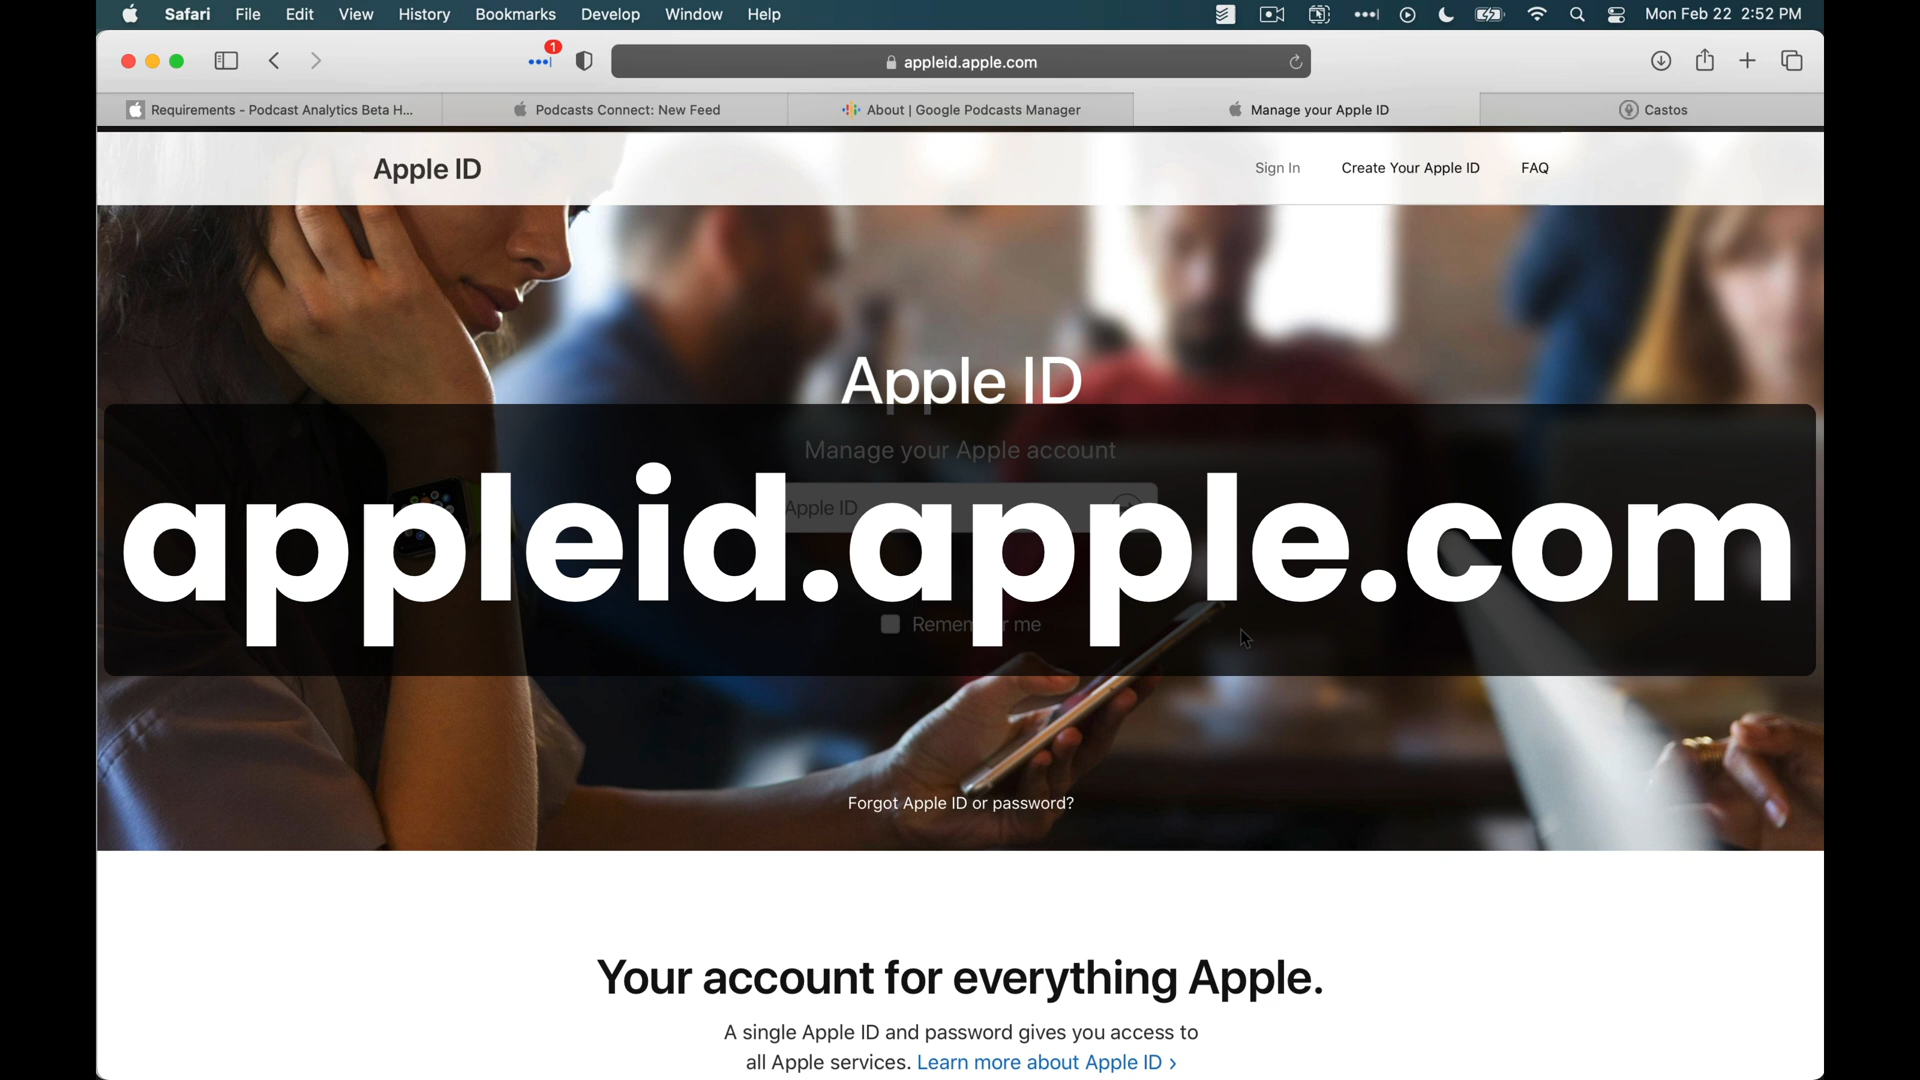 Safari File Edit View History Bookmarks Develop Window Help Mon Feb 22 2:52 PM
1
appleid.apple.com
Requirements - Podcast Analytics Beta H... Podcasts Connect: New Feed About | Google Podcasts Manager Manage your Apple ID Castos
Apple ID Sign In Create Your Apple ID FAQ
Apple ID
Manage your Apple account
Apple ID
appleid.apple.com
Remember me
Forgot Apple ID or password?
Your account for everything Apple.
A single Apple ID and password gives you access to
all Apple services. Learn more about Apple ID ›